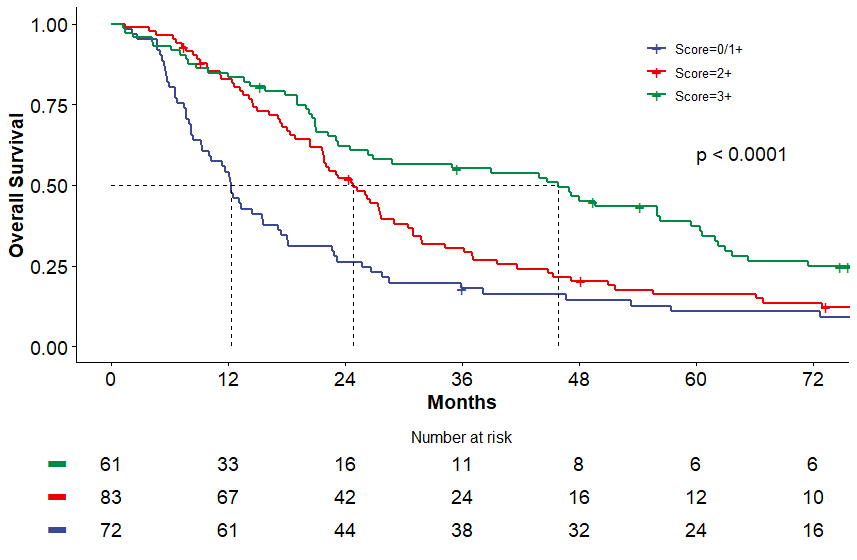 1.00
0.75
0.50
0.25
0.00
Overall Survival
Score=0/1+
Score=2+
Score=3+
p < 0.0001
0 12 24 36 48 60 72
Months
Number at risk
61 33 16 11 8 6 6
83 67 42 24 16 12 10
72 61 44 38 32 24 16